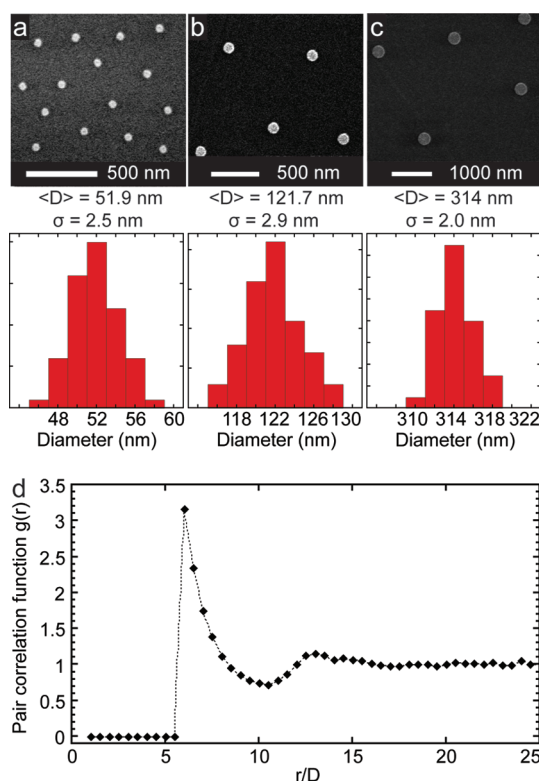 a b c
500 nm 500 nm 1000 nm
<D> = 51.9 nm <D> = 121.7 nm <D> = 314 nm
σ = 2.5 nm σ = 2.9 nm σ = 2.0 nm
48 52 56 60 118 122 126 130 310 314 318 322
Diameter (nm) Diameter (nm) Diameter (nm)
d
Pair correlation function g(r)
3.5
3
2.5
2
1.5
1
0.5
0
0 5 10 15 20 25
r/D